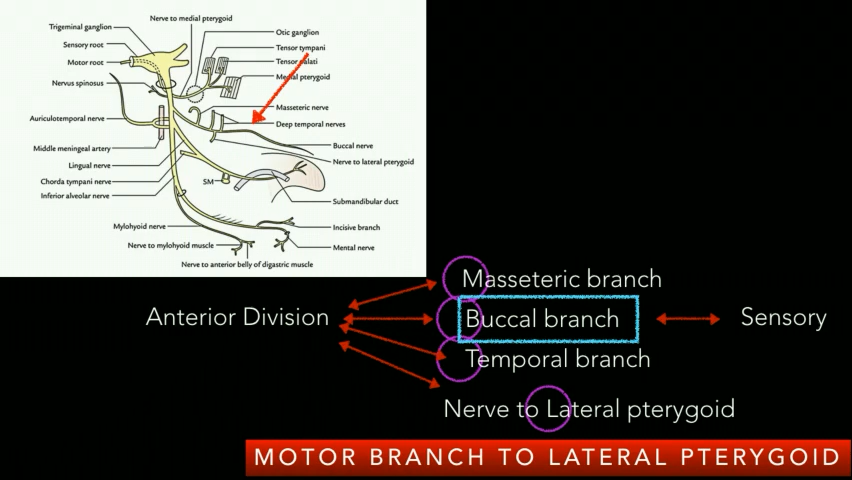 Nerve to medial pterygoid
Trigeminal ganglion
Otic ganglion
Sensory root
Tensor tympani
Motor root
Tensor palati
Nervus spinosus
Medial pterygoid
Masseteric nerve
Auriculotemporal nerve
Deep temporal nerves
Middle meningeal artery
Buccal nerve
Lingual nerve
Nerve to lateral pterygoid
Chorda tympani nerve
SM
Inferior alveolar nerve
Submandibular duct
Mylohyoid nerve
Incisive branch
Nerve to mylohyoid muscle
Mental nerve
Nerve to anterior belly of digastric muscle
Masseteric branch
Anterior Division
Buccal branch
Sensory
Temporal branch
Nerve to Lateral pterygoid
MOTOR BRANCH TO LATERAL PTERYGOID